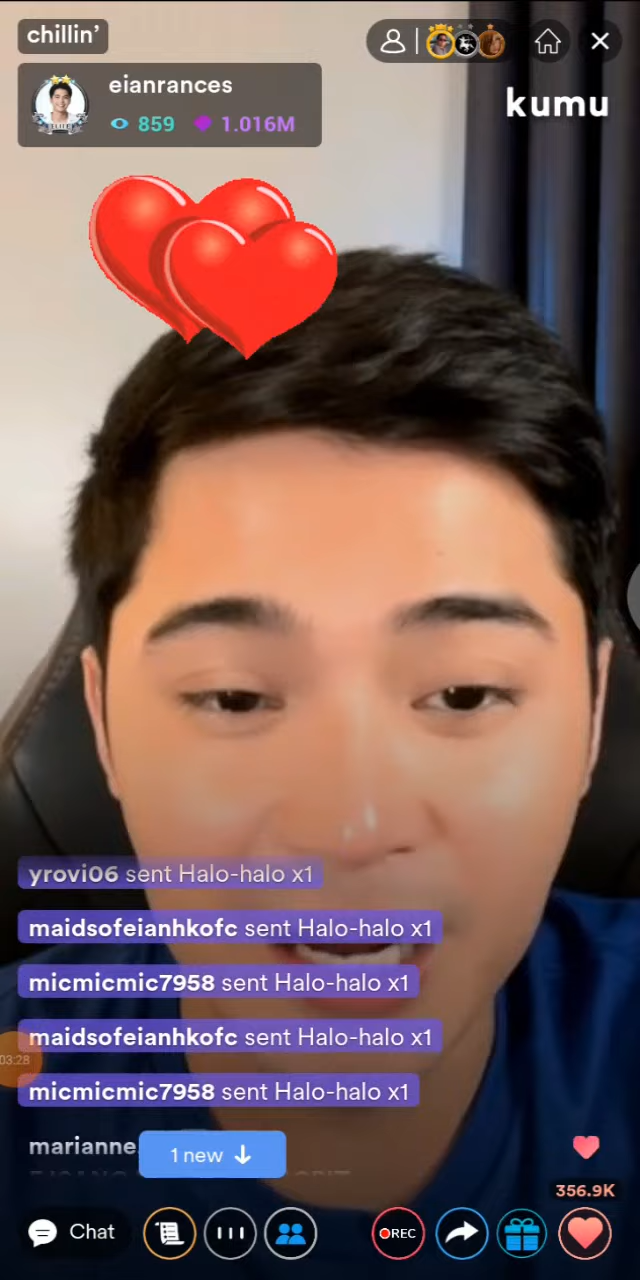 chillin'
eianrances
859 1.016M
kumu
yrovi06 sent Halo-halo x1
maidsofeianhkofc sent Halo-halo x1
micmicmic7958 sent Halo-halo x1
maidsofeianhkofc sent Halo-halo x1
micmicmic7958 sent Halo-halo x1
03:28
marianne
1 new
356.9K
Chat
REC